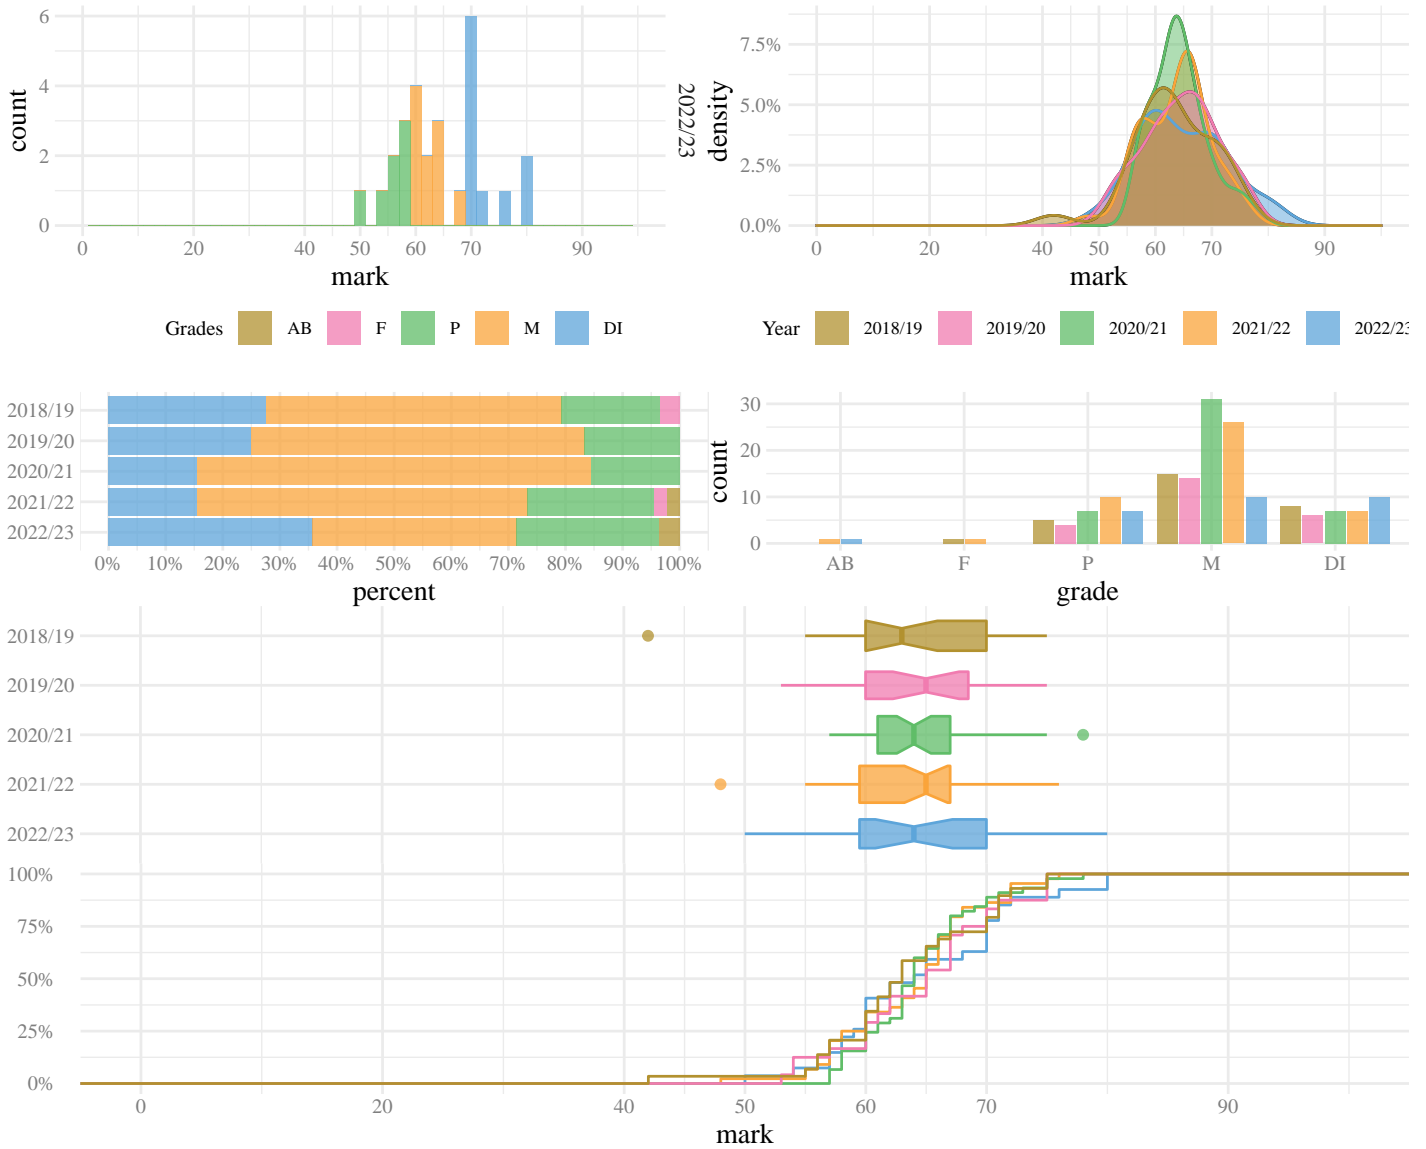 6
4
2
0
count
0 20 40 50 60 70 90
mark
2022/23
7.5%
5.0%
2.5%
0.0%
density
0 20 40 50 60 70 90
mark
Grades AB F P M DI
Year 2018/19 2019/20 2020/21 2021/22 2022/23
2018/19
2019/20
2020/21
2021/22
2022/23
0% 10% 20% 30% 40% 50% 60% 70% 80% 90% 100%
percent
30
20
10
0
count
AB F P M DI
grade
2018/19
2019/20
2020/21
2021/22
2022/23
100%
75%
50%
25%
0%
0 20 40 50 60 70 90
mark